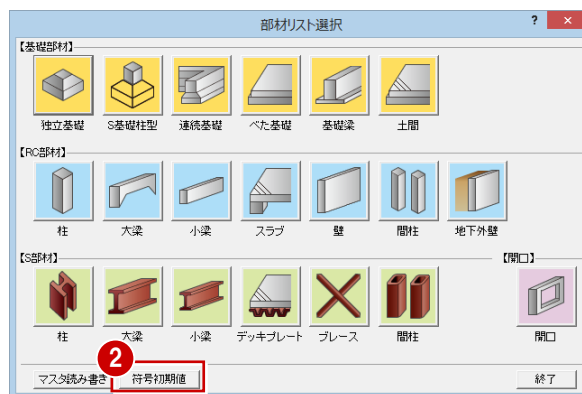 部材リスト選択 ? ×
【基礎部材】
独立基礎 S基礎柱型 連続基礎 べた基礎 基礎梁 土間
【RC部材】
柱 大梁 小梁 スラブ 壁 間柱 地下外壁
【S部材】 【開口】
柱 大梁 小梁 デッキプレート ブレース 間柱 開口
2
マスタ読み書き 符号初期値 終了